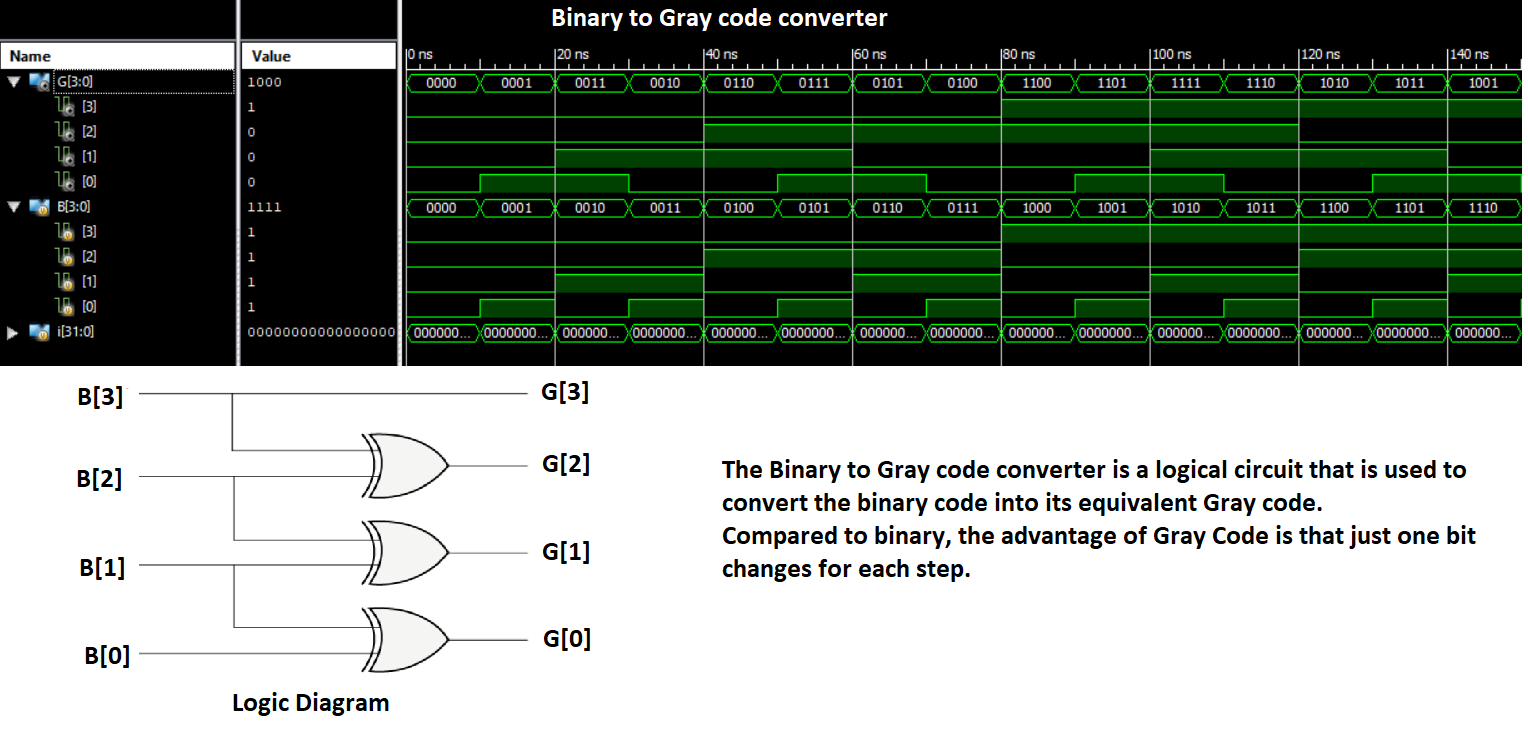 Binary to Gray code converter
Name Value 0 ns 20 ns 40 ns 60 ns 80 ns 100 ns 120 ns 140 ns
G[3:0] 1000 0000 0001 0011 0010 0110 0111 0101 0100 1100 1101 1111 1110 1010 1011 1001
[3] 1
[2] 0
[1] 0
[0] 0
B[3:0] 1111 0000 0001 0010 0011 0100 0101 0110 0111 1000 1001 1010 1011 1100 1101 1110
[3] 1
[2] 1
[1] 1
[0] 1
i[31:0] 00000000000000000 000000... 0000000... 000000... 0000000... 000000... 0000000... 000000... 0000000... 000000... 0000000... 000000... 0000000... 000000... 0000000... 000000...
B[3] G[3]
B[2] G[2]
B[1] G[1]
B[0] G[0]
Logic Diagram
The Binary to Gray code converter is a logical circuit that is used to
convert the binary code into its equivalent Gray code.
Compared to binary, the advantage of Gray Code is that just one bit
changes for each step.